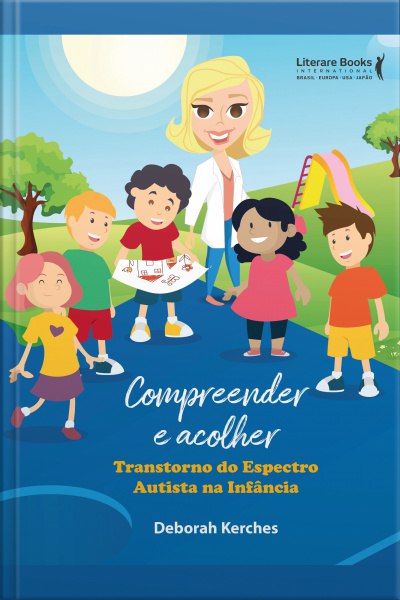 Literare Books
INTERNATIONAL
BRASIL · EUROPA · USA · JAPÃO
Compreender
e acolher
Transtorno do Espectro
Autista na Infância
Deborah Kerches